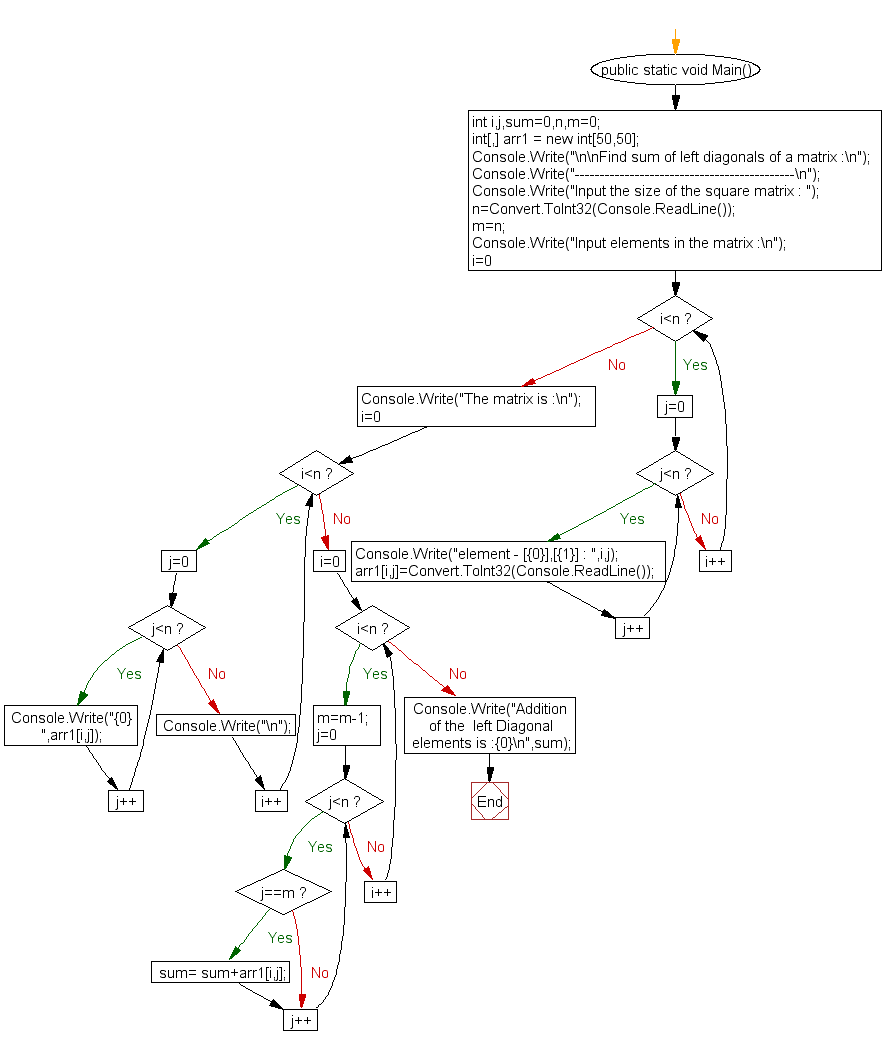 public static void Main()
int i,j,sum=0,n,m=0;
int[,] arr1 = new int[50,50];
Console.Write("\n\nFind sum of left diagonals of a matrix :\n");
Console.Write("--------------------------------------------\n");
Console.Write("Input the size of the square matrix : ");
n=Convert.ToInt32(Console.ReadLine());
m=n;
Console.Write("Input elements in the matrix :\n");
i=0
i<n ?
No
Yes
Console.Write("The matrix is :\n");
i=0
j=0
i<n ?
j<n ?
Yes
No
Yes
No
j=0
i=0
Console.Write("element - [{0}],[{1}] : ",i,j);
arr1[i,j]=Convert.ToInt32(Console.ReadLine());
i++
j<n ?
i<n ?
j++
Yes
No
Yes
No
Console.Write("{0}
",arr1[i,j]);
Console.Write("\n");
m=m-1;
j=0
Console.Write("Addition
of the  left Diagonal
elements is :{0}\n",sum);
j++
i++
j<n ?
End
Yes
No
j==m ?
i++
Yes
No
sum= sum+arr1[i,j];
j++